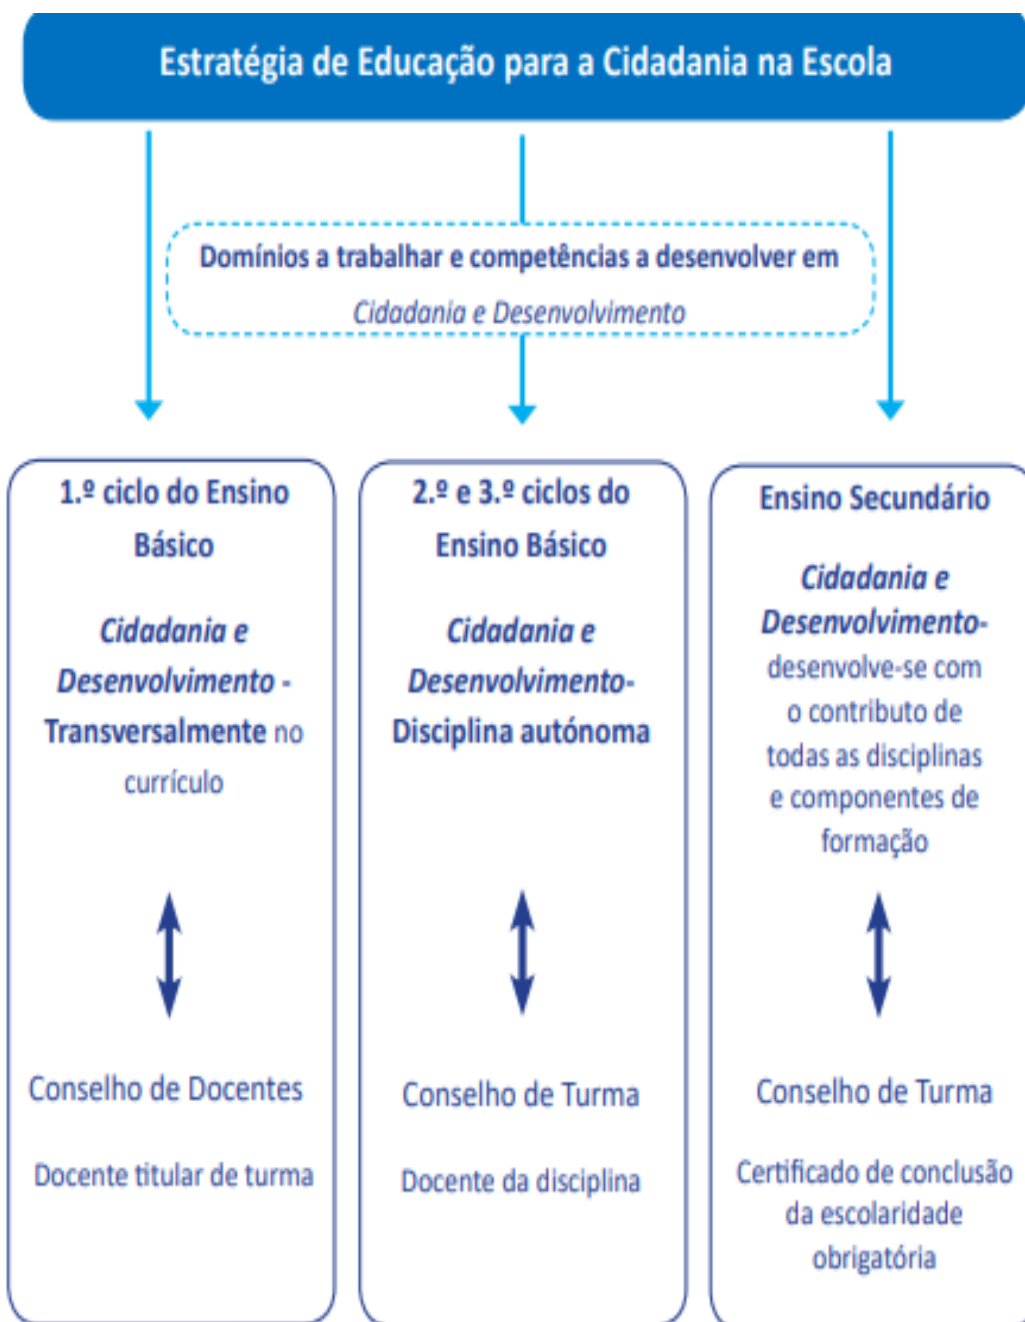 Estratégia de Educação para a Cidadania na Escola
Domínios a trabalhar e competências a desenvolver em
Cidadania e Desenvolvimento
1.º ciclo do Ensino
Básico
Cidadania e
Desenvolvimento -
Transversalmente no
currículo
Conselho de Docentes
Docente titular de turma
2.º e 3.º ciclos do
Ensino Básico
Cidadania e
Desenvolvimento-
Disciplina autónoma
Conselho de Turma
Docente da disciplina
Ensino Secundário
Cidadania e
Desenvolvimento-
desenvolve-se com
o contributo de
todas as disciplinas
e componentes de
formação
Conselho de Turma
Certificado de conclusão
da escolaridade
obrigatória